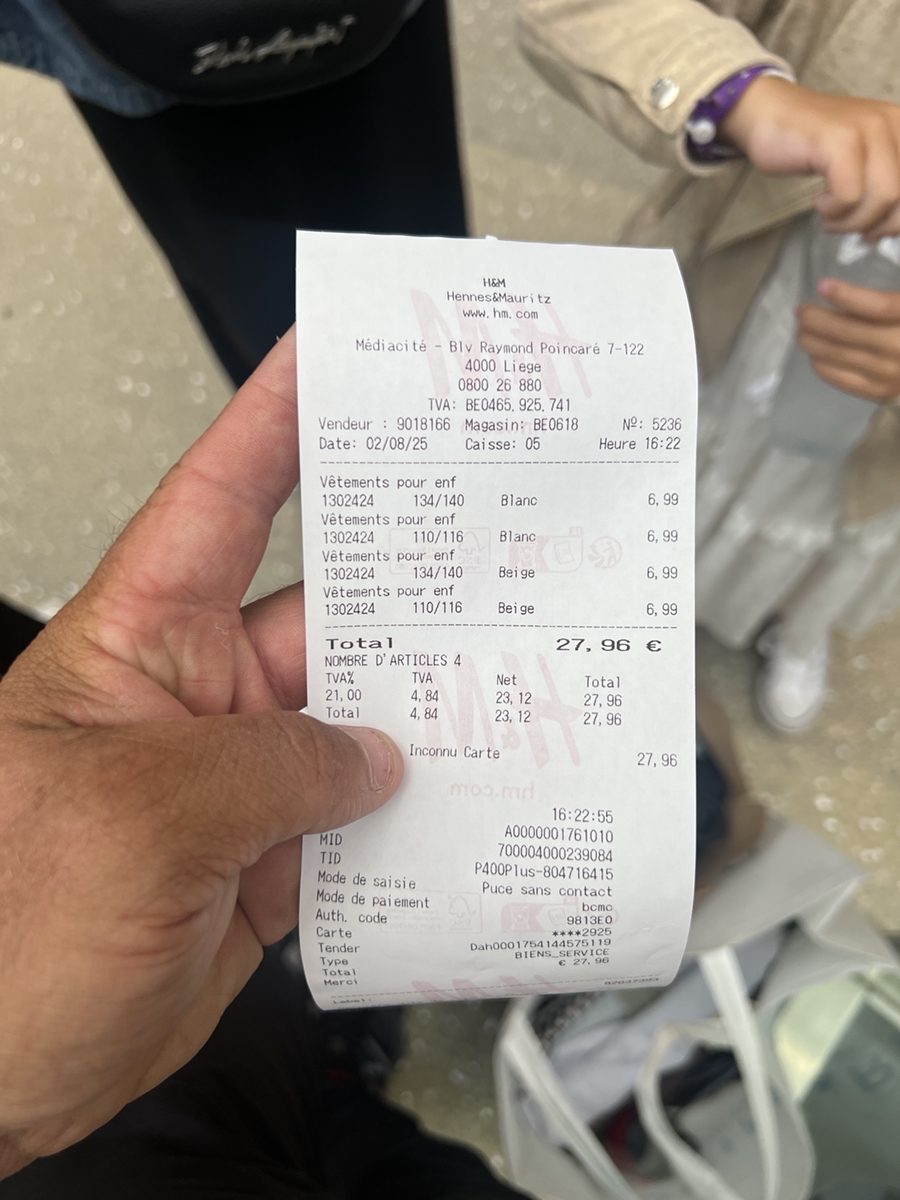 H&M
Hennes&Mauritz
www.hm.com
Médiacité - Blv Raymond Poincaré 7-122
4000 Liege
0800 26 880
TVA: BE0465.925.741
Vendeur : 9018166 Magasin: BE0618 Nº: 5236
Date: 02/08/25 Caisse: 05 Heure 16:22
Vêtements pour enf
1302424 134/140 Blanc 6,99
Vêtements pour enf
1302424 110/116 Blanc 6,99
Vêtements pour enf
1302424 134/140 Beige 6,99
Vêtements pour enf
1302424 110/116 Beige 6,99
Total 27,96 €
NOMBRE D'ARTICLES 4
TVA% TVA Net Total
21,00 4,84 23,12 27,96
Total 4,84 23,12 27,96
Inconnu Carte 27,96
hm.com
16:22:55
A0000001761010
MID 700004000239084
TID P400Plus-804716415
Mode de saisie Puce sans contact
Mode de paiement bcmc
Auth. code 9813E0
Carte ****2925
Tender Dah0001754144575119
Type BIENS_SERVICE
Total € 27,96
Merci
Label: